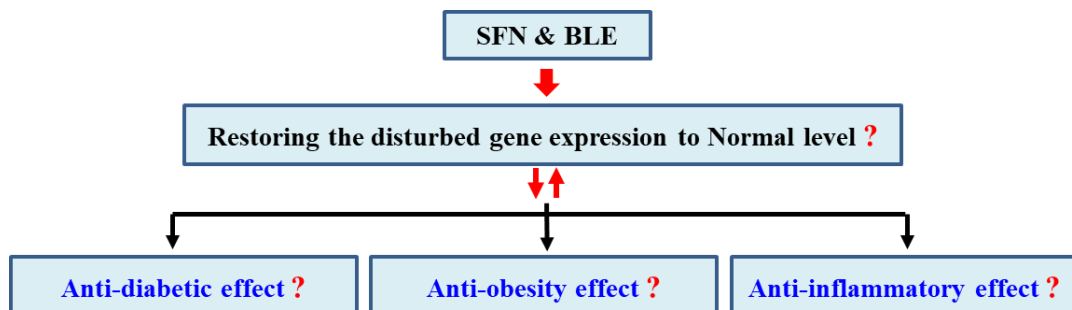 SFN & BLE
Restoring the disturbed gene expression to Normal level ?
Anti-diabetic effect ?
Anti-obesity effect ?
Anti-inflammatory effect ?